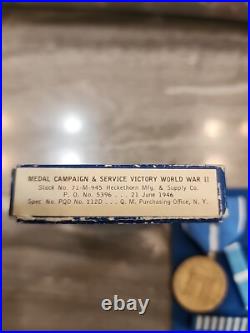 MEDAL CAMPAIGN & SERVICE VICTORY WORLD WAR II
Stock No. 71-M-945 Heckethorn Mfg. & Supply Co.
P. O. No. 5396 . . . 21 June 1946
Spec No. PQD No. 112D . . . Q. M. Purchasing Office, N. Y.